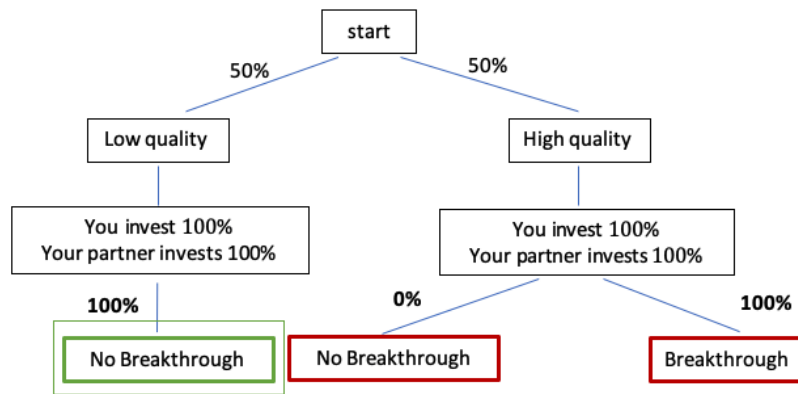 start
50%
50%
Low quality
High quality
You invest 100%
Your partner invests 100%
You invest 100%
Your partner invests 100%
100%
0%
100%
No Breakthrough
No Breakthrough
Breakthrough